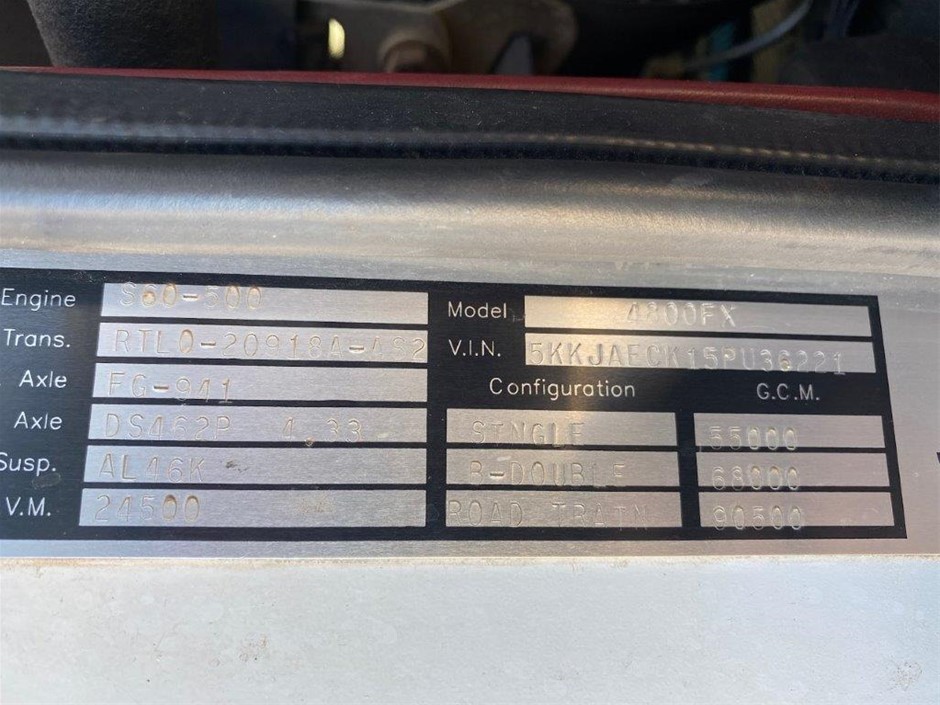 Engine S60-500
Trans. RTLO-20918A-AS2
Axle FG-941
Axle DS462P 4,33
Susp. AL46K
V.M. 24500
Model 4800FX
V.I.N. 5KKJAECK15PU36221
Configuration G.C.M.
SINGLE 55000
B-DOUBLE 68000
ROAD TRAIN 90500